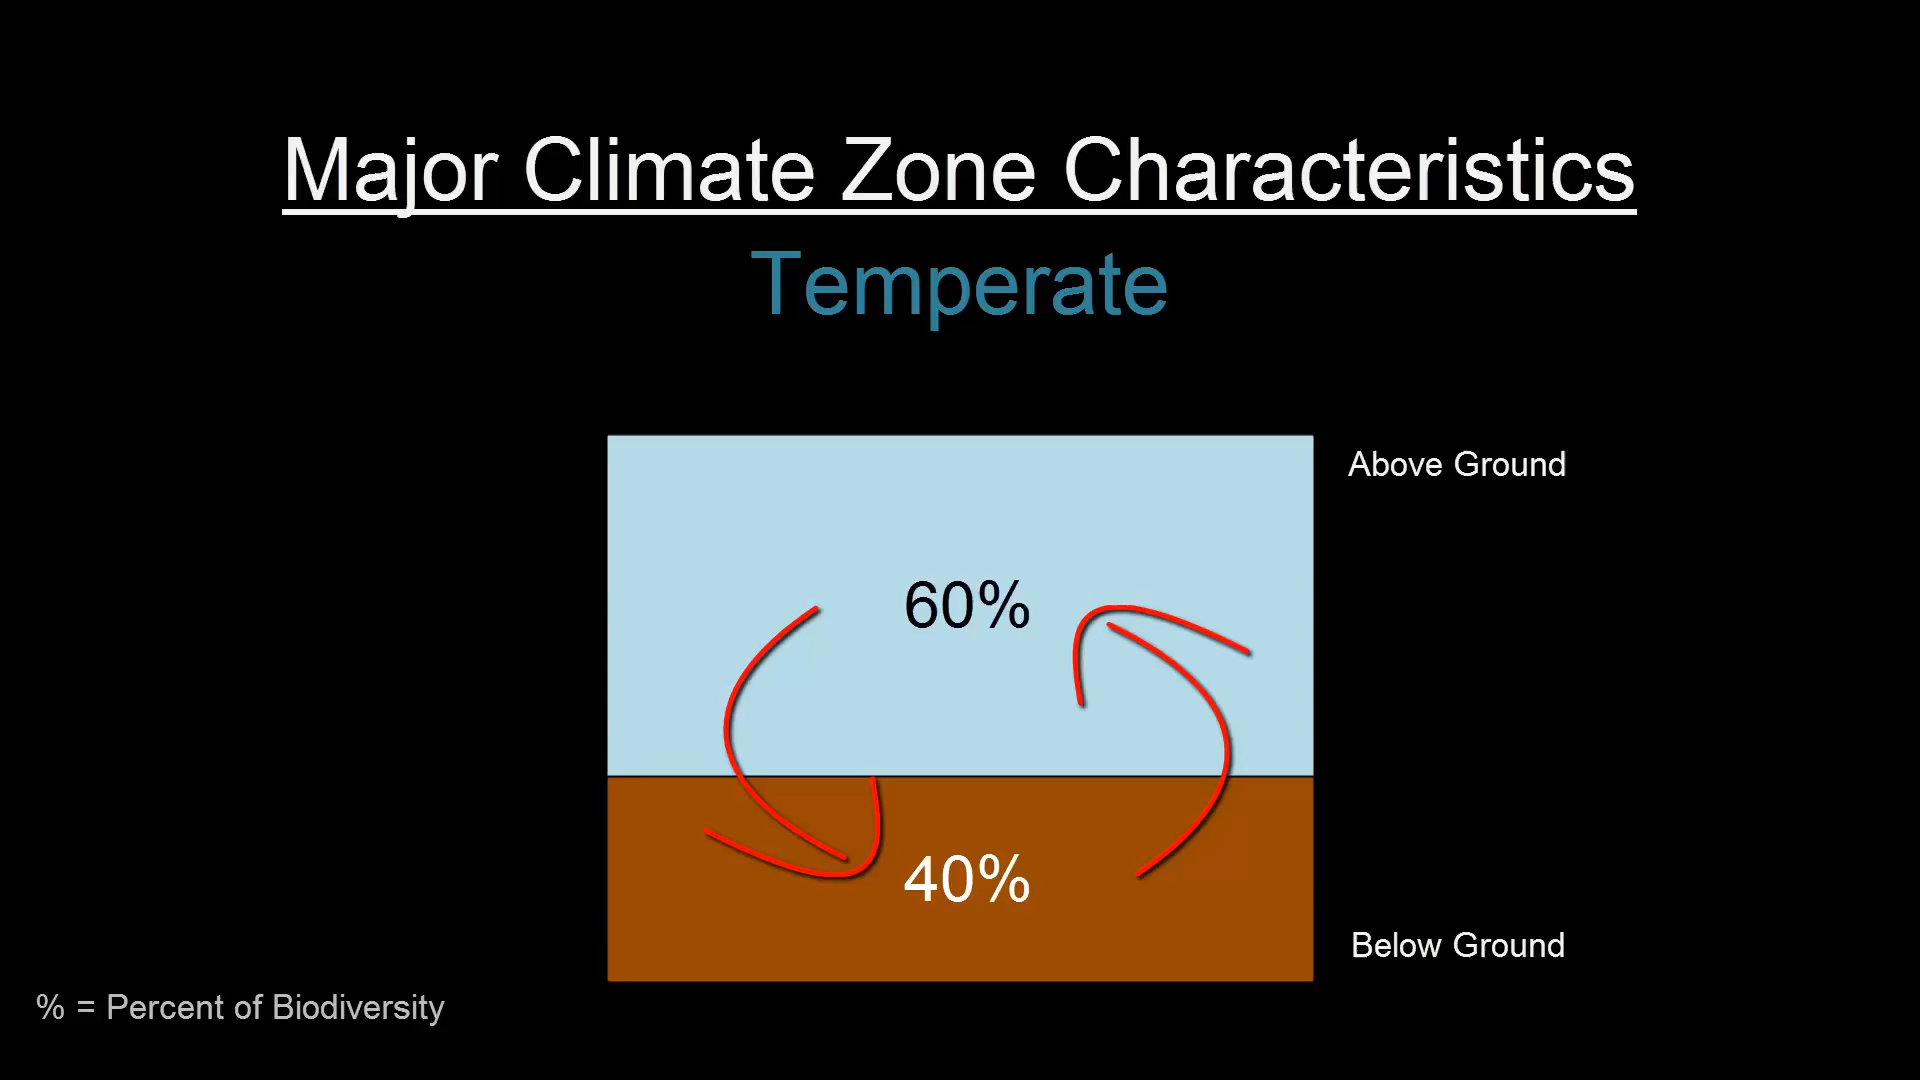 Major Climate Zone Characteristics
Temperate
Above Ground
60%
40%
Below Ground
% = Percent of Biodiversity